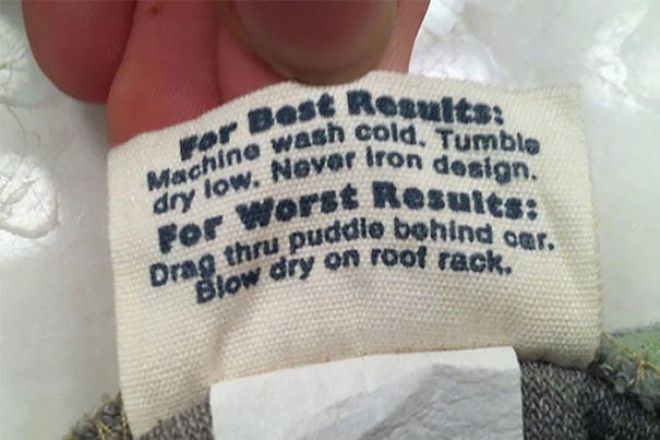 For Best Results:
Machine wash cold. Tumble
dry low. Never iron design.
For Worst Results:
Drag thru puddle behind car.
Blow dry on roof rack.